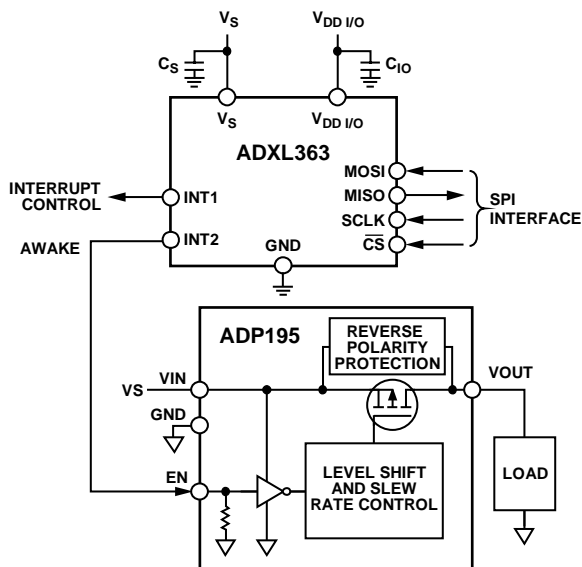 VS
VDD I/O
CS
CIO
VS
VDD I/O
ADXL363
MOSI
MISO
SCLK
CS
SPI
INTERFACE
INTERRUPT
CONTROL
INT1
AWAKE
INT2
GND
ADP195
REVERSE
POLARITY
PROTECTION
VS
VIN
VOUT
GND
EN
LEVEL SHIFT
AND SLEW
RATE CONTROL
LOAD